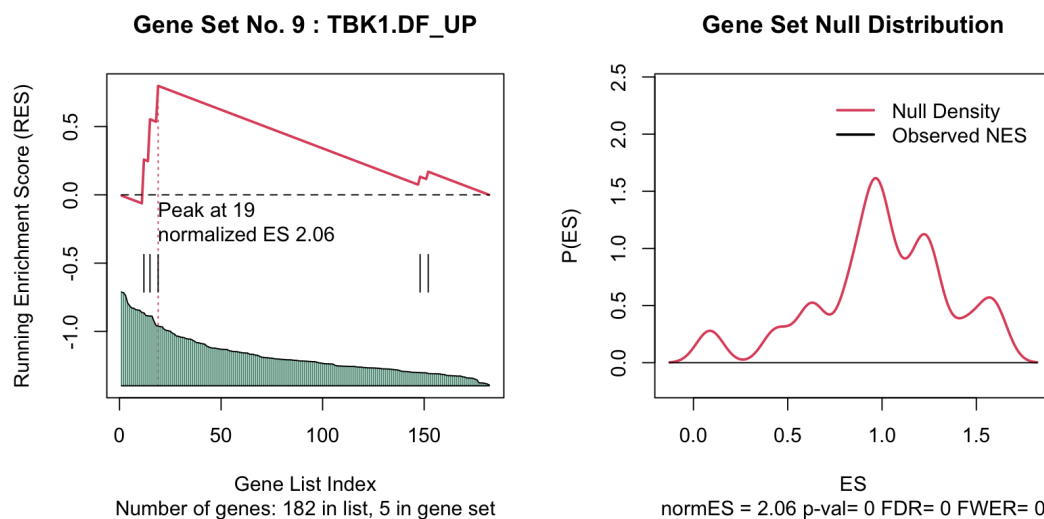 Gene Set No. 9 : TBK1.DF_UP
Running Enrichment Score (RES)
0.5
0.0
-0.5
-1.0
Peak at 19
normalized ES 2.06
0
50
100
150
Gene List Index
Number of genes: 182 in list, 5 in gene set
Gene Set Null Distribution
P(ES)
2.5
2.0
1.5
1.0
0.5
0.0
Null Density
Observed NES
0.0
0.5
1.0
1.5
ES
normES = 2.06 p-val= 0 FDR= 0 FWER= 0